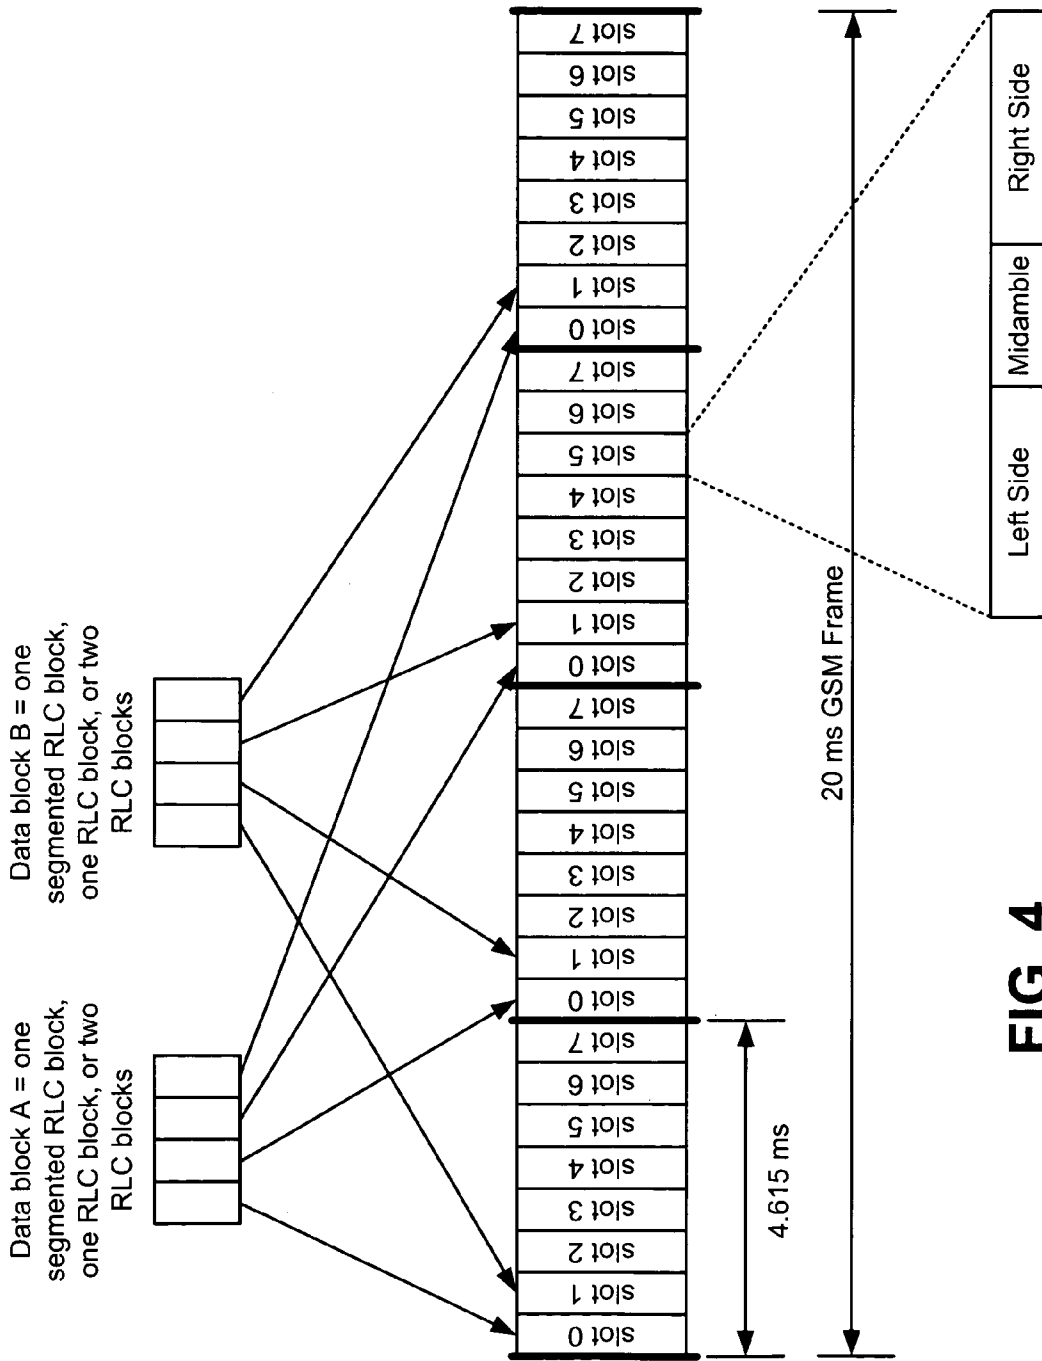 Data block A = one
segmented RLC block,
one RLC block, or two
RLC blocks
Data block B = one
segmented RLC block,
one RLC block, or two
RLC blocks
slot 0
slot 1
slot 2
slot 3
slot 4
slot 5
slot 6
slot 7
slot 0
slot 1
slot 2
slot 3
slot 4
slot 5
slot 6
slot 7
slot 0
slot 1
slot 2
slot 3
slot 4
slot 5
slot 6
slot 7
slot 0
slot 1
slot 2
slot 3
slot 4
slot 5
slot 6
slot 7
4.615 ms
20 ms GSM Frame
Left Side
Midamble
Right Side
FIG. 4